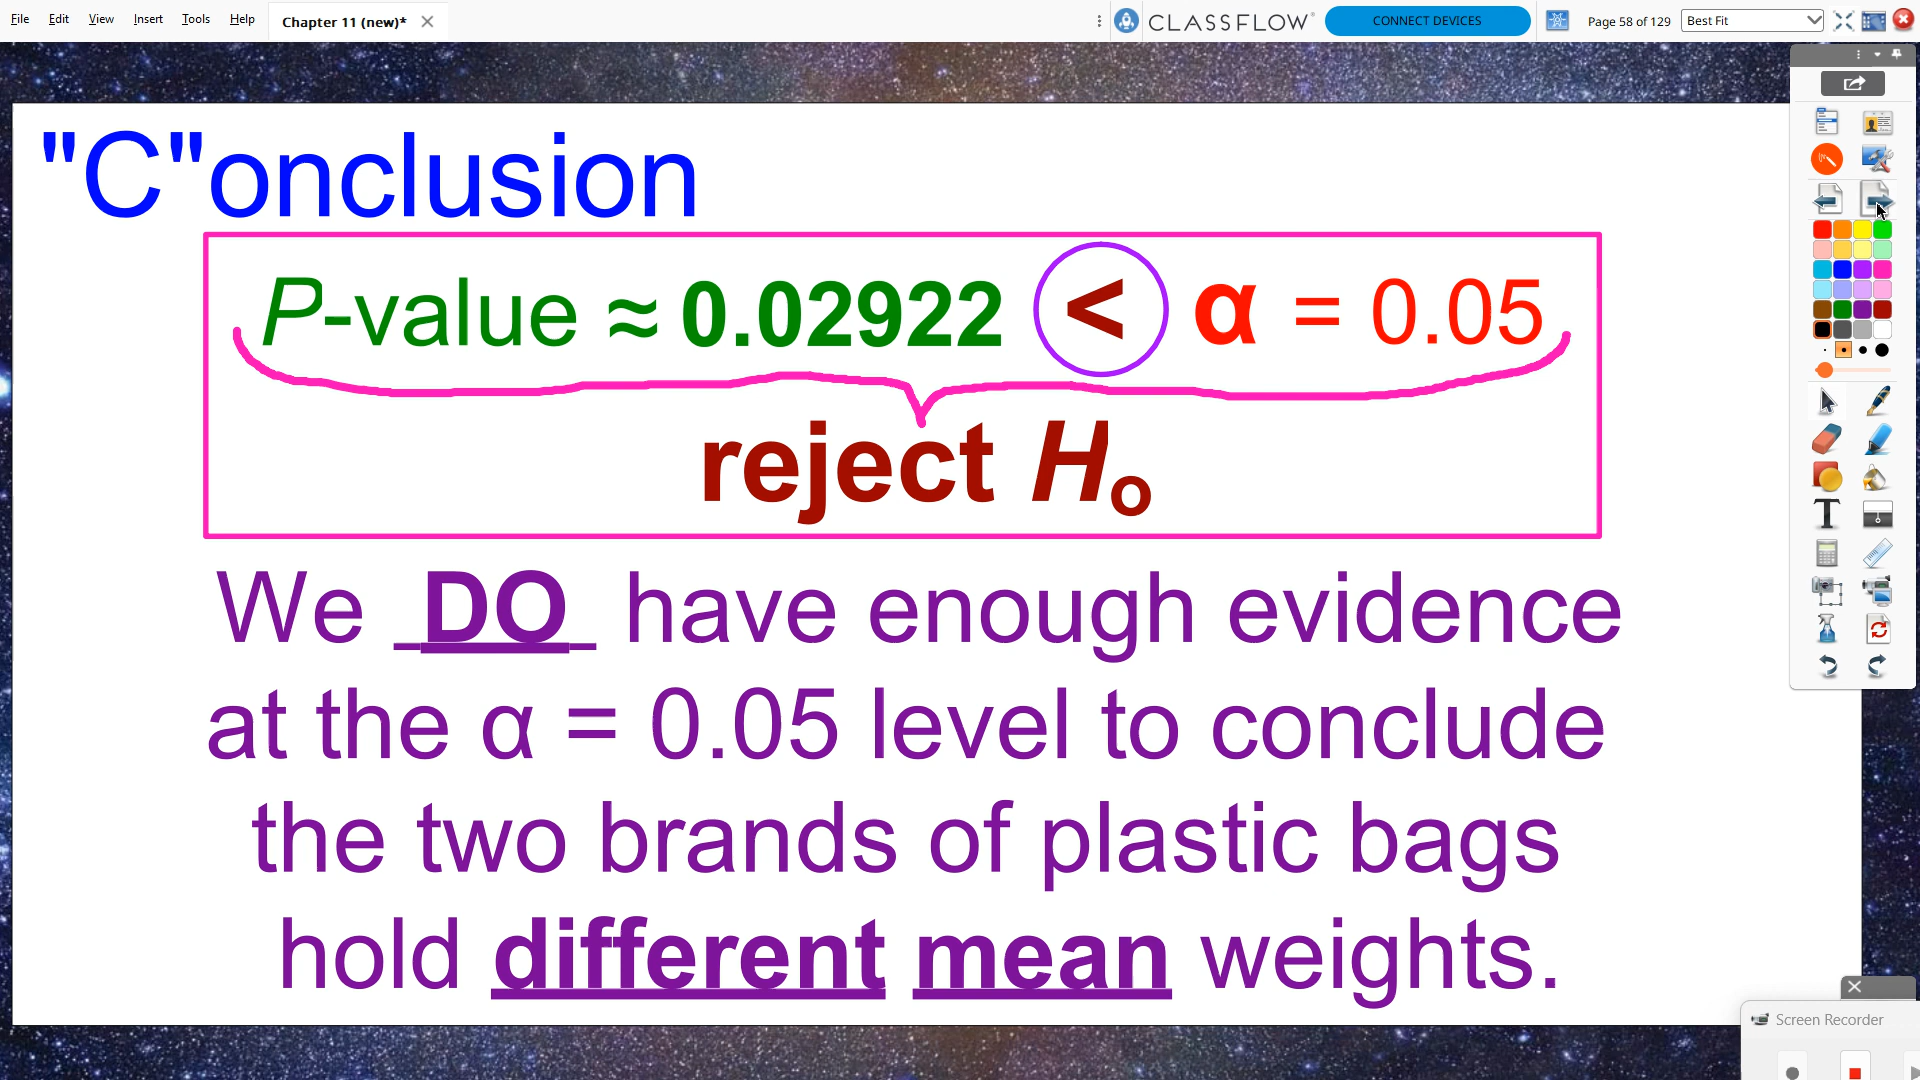 File Edit View Insert Tools Help Chapter 11 (new)* CLASSFLOW CONNECT DEVICES Page 58 of 129 Best Fit
"C"onclusion
P-value ≈ 0.02922 < α = 0.05
reject Ho
We _DO_ have enough evidence
at the α = 0.05 level to conclude
the two brands of plastic bags
hold different mean weights.
Screen Recorder